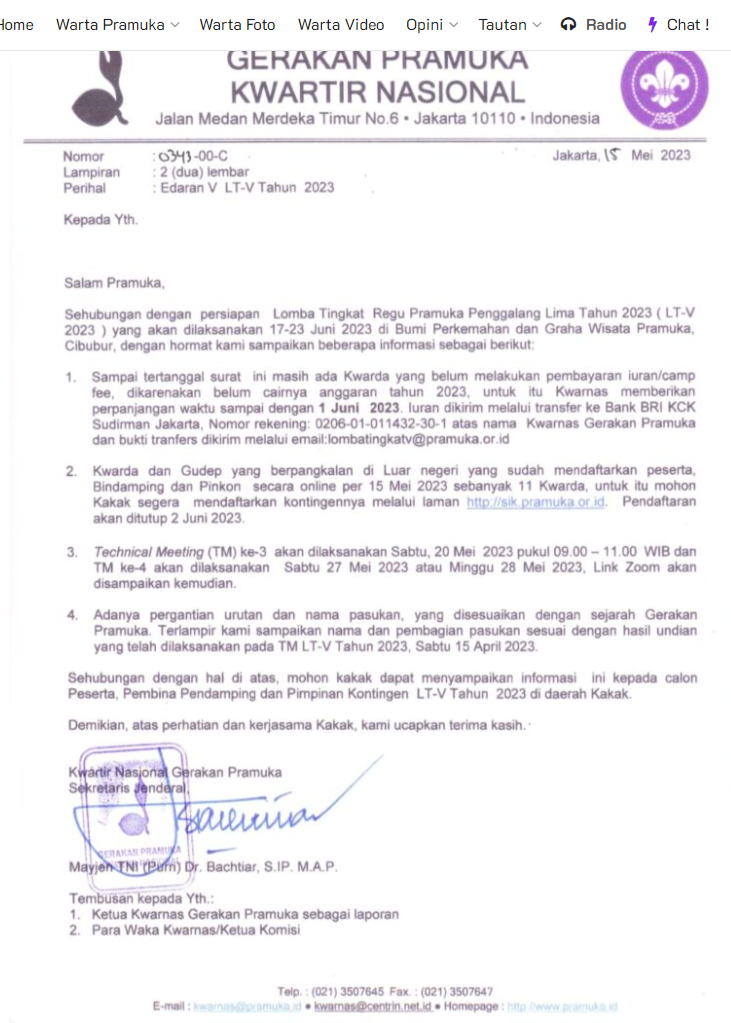 Home Warta Pramuka Warta Foto Warta Video Opini Tautan Radio Chat !
GERAKAN PRAMUKA
KWARTIR NASIONAL
Jalan Medan Merdeka Timur No.6 • Jakarta 10110 • Indonesia
Nomor : 0343-00-C Jakarta, 15 Mei 2023
Lampiran : 2 (dua) lembar
Perihal : Edaran V LT-V Tahun 2023
Kepada Yth.
Salam Pramuka,
Sehubungan dengan persiapan Lomba Tingkat Regu Pramuka Penggalang Lima Tahun 2023 ( LT-V
2023 ) yang akan dilaksanakan 17-23 Juni 2023 di Bumi Perkemahan dan Graha Wisata Pramuka,
Cibubur, dengan hormat kami sampaikan beberapa informasi sebagai berikut:
1. Sampai tertanggal surat ini masih ada Kwarda yang belum melakukan pembayaran iuran/camp
fee, dikarenakan belum cairnya anggaran tahun 2023, untuk itu Kwarnas memberikan
perpanjangan waktu sampai dengan 1 Juni 2023. Iuran dikirim melalui transfer ke Bank BRI KCK
Sudirman Jakarta, Nomor rekening: 0206-01-011432-30-1 atas nama Kwarnas Gerakan Pramuka
dan bukti tranfers dikirim melalui email:lombatingkatv@pramuka.or.id
2. Kwarda dan Gudep yang berpangkalan di Luar negeri yang sudah mendaftarkan peserta,
Bindamping dan Pinkon secara online per 15 Mei 2023 sebanyak 11 Kwarda, untuk itu mohon
Kakak segera mendaftarkan kontingennya melalui laman http://sik.pramuka.or.id. Pendaftaran
akan ditutup 2 Juni 2023.
3. Technical Meeting (TM) ke-3 akan dilaksanakan Sabtu, 20 Mei 2023 pukul 09.00 – 11.00 WIB dan
TM ke-4 akan dilaksanakan Sabtu 27 Mei 2023 atau Minggu 28 Mei 2023, Link Zoom akan
disampaikan kemudian.
4. Adanya pergantian urutan dan nama pasukan, yang disesuaikan dengan sejarah Gerakan
Pramuka. Terlampir kami sampaikan nama dan pembagian pasukan sesuai dengan hasil undian
yang telah dilaksanakan pada TM LT-V Tahun 2023, Sabtu 15 April 2023.
Sehubungan dengan hal di atas, mohon kakak dapat menyampaikan informasi ini kepada calon
Peserta, Pembina Pendamping dan Pimpinan Kontingen LT-V Tahun 2023 di daerah Kakak.
Demikian, atas perhatian dan kerjasama Kakak, kami ucapkan terima kasih.
Kwartir Nasional Gerakan Pramuka
Sekretaris Jenderal,
GERAKAN PRAMUKA
Mayjen TNI (Purn) Dr. Bachtiar, S.IP. M.A.P.
Tembusan kepada Yth.:
1. Ketua Kwarnas Gerakan Pramuka sebagai laporan
2. Para Waka Kwarnas/Ketua Komisi
Telp. : (021) 3507645 Fax. : (021) 3507647
E-mail : kwarnas@pramuka.id • kwarnas@centrin.net.id • Homepage : http://www.pramuka.id